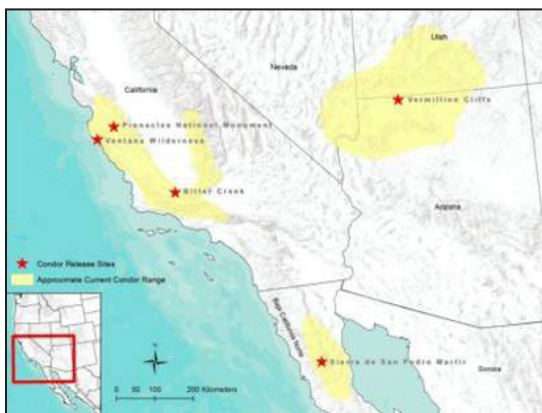 Utah
Nevada
California
Vermillion Cliffs
Pinnacles National Monument
Ventana Wilderness
Bitter Creek
Arizona
Condor Release Sites
Approximate Current Condor Range
Baja California Norte
N
Sierra de San Pedro Martir
Sonora
0 50 100 200 Kilometers